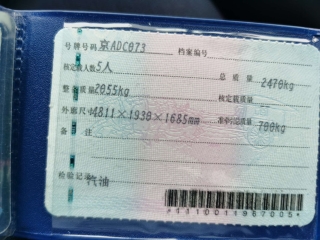 号牌号码 京ADC073 档案编号
核定载人数 5人 总质量 2470kg
整备质量 2055kg 核定载质量 --
外廓尺寸 4811×1930×1685mm 准牵引总质量 700kg
备注
检验记录 汽油